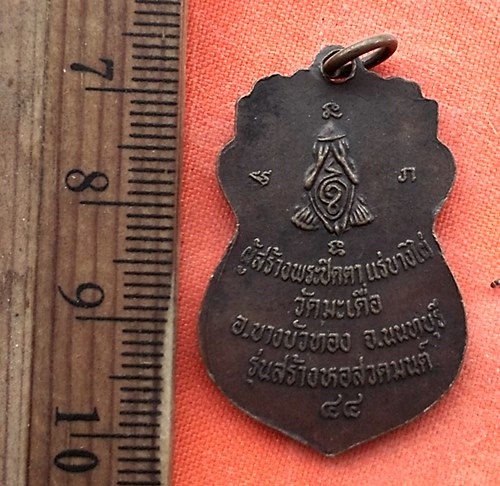 7
8
9
10
ผู้สร้างพระปิดตาแร่บางไผ่
วัดมะเดื่อ
อ.บางบัวทอง จ.นนทบุรี
รุ่นสร้างหอสวดมนต์
๔๔